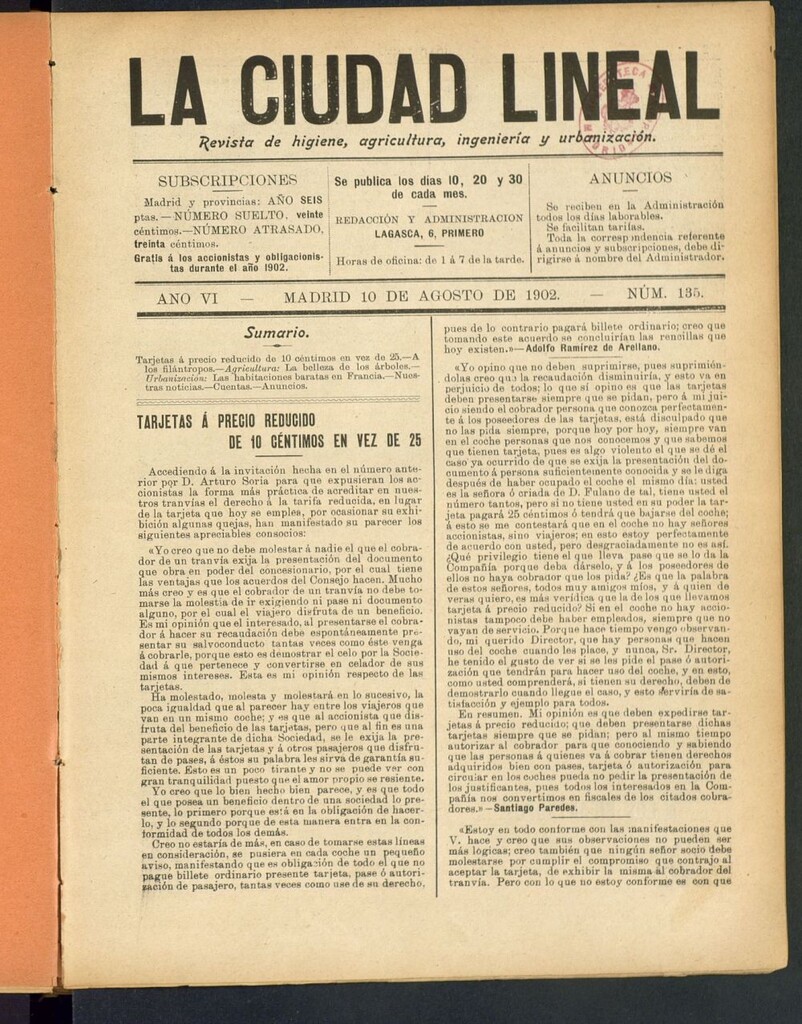 LA CIUDAD LINEAL
Revista de higiene, agricultura, ingeniería y urbanización.
SUBSCRIPCIONES
Madrid y provincias: AÑO SEIS
ptas.—NÚMERO SUELTO, veinte
céntimos.—NÚMERO ATRASADO,
treinta céntimos.
Gratis á los accionistas y obligacionis-
tas durante el año 1902.
Se publica los días 10, 20 y 30
de cada mes.
REDACCIÓN Y ADMINISTRACION
LAGASCA, 6, PRIMERO
Horas de oficina: de 1 á 7 de la tarde.
ANUNCIOS
Se reciben en la Administración
todos los días laborables.
Se facilitan tarifas.
Toda la correspondencia referente
á anuncios y subscripciones, debe di-
rigirse á nombre del Administrador.
AÑO VI — MADRID 10 DE AGOSTO DE 1902. — NÚM. 135.
Sumario.
Tarjetas á precio reducido de 10 céntimos en vez de 25.—A
los filántropos.—Agricultura: La belleza de los árboles.—
Urbanización: Las habitaciones baratas en Francia.—Nues-
tras noticias.—Cuentas.—Anuncios.
TARJETAS Á PRECIO REDUCIDO
DE 10 CÉNTIMOS EN VEZ DE 25
Accediendo á la invitación hecha en el número ante-
rior por D. Arturo Soria para que expusieran los ac-
cionistas la forma más práctica de acreditar en nues-
tros tranvías el derecho á la tarifa reducida, en lugar
de la tarjeta que hoy se emplea, por ocasionar su exhi-
bición algunas quejas, han manifestado su parecer los
siguientes apreciables consocios:
«Yo creo que no debe molestar á nadie el que el cobra-
dor de un tranvía exija la presentación del documento
que obra en poder del concesionario, por el cual tiene
las ventajas que los acuerdos del Consejo hacen. Mucho
más creo y es que el cobrador de un tranvía no debe to-
marse la molestia de ir exigiendo ni pase ni documento
alguno, por el cual el viajero disfruta de un beneficio.
Es mi opinión que el interesado, al presentarse el cobra-
dor á hacer su recaudación debe espontáneamente pre-
sentar su salvoconducto tantas veces como éste venga
á cobrarle, porque esto es demostrar el celo por la Socie-
dad á que pertenece y convertirse en celador de sus
mismos intereses. Esta es mi opinión respecto de las
tarjetas.
Ha molestado, molesta y molestará en lo sucesivo, la
poca igualdad que al parecer hay entre los viajeros que
van en un mismo coche; y es que al accionista que dis-
fruta del beneficio de las tarjetas, pero que al fin es una
parte integrante de dicha Sociedad, se le exija la pre-
sentación de las tarjetas y á otros pasajeros que disfru-
tan de pases, á éstos su palabra les sirva de garantía su-
ficiente. Esto es un poco tirante y no se puede ver con
gran tranquilidad puesto que el amor propio se resiente.
Yo creo que lo bien hecho bien parece, y es que todo
el que posea un beneficio dentro de una sociedad lo pre-
sente, lo primero porque está en la obligación de hacer-
lo, y lo segundo porque de esta manera entra en la con-
formidad de todos los demás.
Creo no estaría de más, en caso de tomarse estas líneas
en consideración, se pusiera en cada coche un pequeño
aviso, manifestando que es obligación de todo el que no
pague billete ordinario presente tarjeta, pase ó autori-
zación de pasajero, tantas veces como use de su derecho,
pues de lo contrario pagará billete ordinario; creo que
tomando este acuerdo se concluirían las rencillas que
hoy existen.»—Adolfo Ramírez de Arellano.
«Yo opino que no deben suprimirse, pues suprimién-
dolas creo que la recaudación disminuiría, y esto va en
perjuicio de todos; lo que sí opino es que las tarjetas
deben presentarse siempre que se pidan, pero á mi jui-
cio siendo el cobrador persona que conozca perfectamen-
te á los poseedores de las tarjetas, está disculpado que
no las pida siempre, porque hoy por hoy, siempre van
en el coche personas que nos conocemos y que sabemos
que tienen tarjeta, pues es algo violento el que se dé el
caso ya ocurrido de que se exija la presentación del do-
cumento á persona suficientemente conocida y se le diga
después de haber ocupado el coche el mismo día: usted
es la señora ó criada de D. Fulano de tal, tiene usted el
número tantos, pero si no tiene usted en su poder la tar-
jeta pagará 25 céntimos ó tendrá que bajarse del coche;
á esto se me contestará que en el coche no hay señores
accionistas, sino viajeros; en esto estoy perfectamente
de acuerdo con usted, pero desgraciadamente no es así.
¿Qué privilegio tiene el que lleva pase que se lo da la
Compañía porque deba dárselo, y á los poseedores de
ellos no haya cobrador que los pida? ¿Es que la palabra
de estos señores, todos muy amigos míos, y á quien de
veras quiero, es más verídica que la de los que llevamos
tarjeta á precio reducido? Si en el coche no hay accio-
nistas tampoco debe haber empleados, siempre que no
vayan de servicio. Porque hace tiempo vengo observan-
do, mi querido Director, que hay personas que hacen
uso del coche cuando les place, y nunca, Sr. Director,
he tenido el gusto de ver si se les pide el pase ó autori-
zación que tendrán para hacer uso del coche, y en esto,
como usted comprenderá, si tienen su derecho, deben de
demostrarlo cuando llegue el caso, y esto serviría de sa-
tisfacción y ejemplo para todos.
En resumen. Mi opinión es que deben expedirse tar-
jetas á precio reducido; que deben presentarse dichas
tarjetas siempre que se pidan; pero al mismo tiempo
autorizar al cobrador para que conociendo y sabiendo
que las personas á quienes va á cobrar tienen derechos
adquiridos bien con pases, tarjeta ó autorización para
circular en los coches pueda no pedir la presentación de
los justificantes, pues todos los interesados en la Com-
pañía nos convertimos en fiscales de los citados cobra-
dores.» —Santiago Paredes.
«Estoy en todo conforme con las manifestaciones que
V. hace y creo que sus observaciones no pueden ser
más lógicas; creo también que ningún señor socio debe
molestarse por cumplir el compromiso que contrajo al
aceptar la tarjeta, de exhibir la misma al cobrador del
tranvía. Pero con lo que no estoy conforme es con que